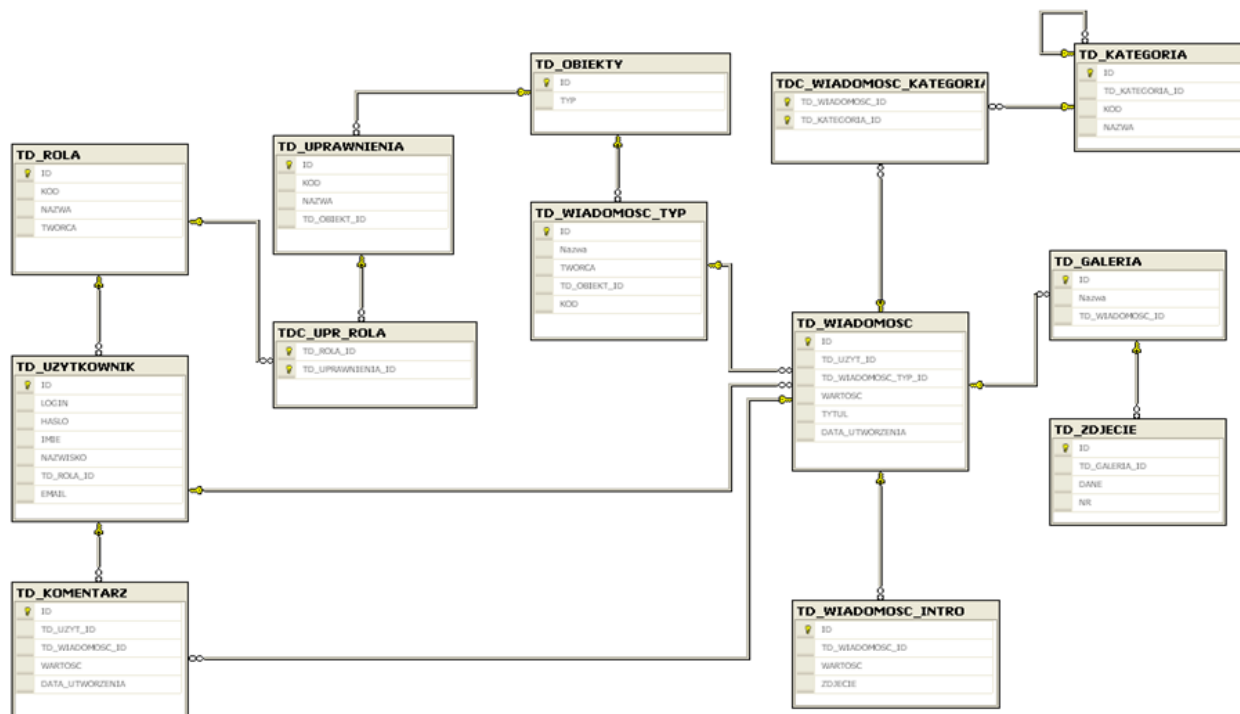 TD_ROLA
ID
KOD
NAZWA
TWORCA
TD_UZYTKOWNIK
ID
LOGIN
HASLO
IMIE
NAZWISKO
TD_ROLA_ID
EMAIL
TD_KOMENTARZ
ID
TD_UZYT_ID
TD_WIADOMOSC_ID
WARTOSC
DATA_UTWORZENIA
TD_UPRAWNIENIA
ID
KOD
NAZWA
TD_OBIEKT_ID
TDC_UPR_ROLA
TD_ROLA_ID
TD_UPRAWNIENIA_ID
TD_OBIEKTY
ID
TYP
TD_WIADOMOSC_TYP
ID
Nazwa
TWORCA
TD_OBIEKT_ID
KOD
TDC_WIADOMOSC_KATEGORIA
TD_WIADOMOSC_ID
TD_KATEGORIA_ID
TD_WIADOMOSC
ID
TD_UZYT_ID
TD_WIADOMOSC_TYP_ID
WARTOSC
TYTUL
DATA_UTWORZENIA
TD_WIADOMOSC_INTRO
ID
TD_WIADOMOSC_ID
WARTOSC
ZDJECIE
TD_KATEGORIA
ID
TD_KATEGORIA_ID
KOD
NAZWA
TD_GALERIA
ID
Nazwa
TD_WIADOMOSC_ID
TD_ZDJECIE
ID
TD_GALERIA_ID
DANE
NR